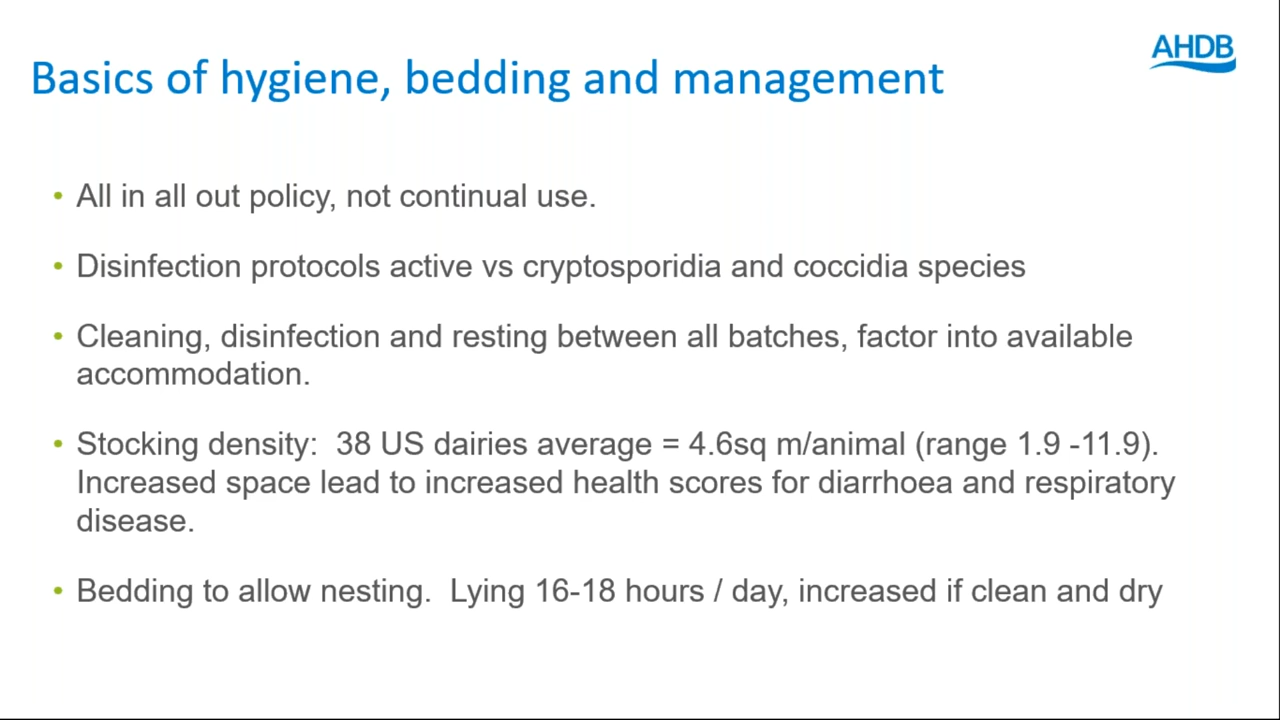 AHDB
Basics of hygiene, bedding and management
• All in all out policy, not continual use.
• Disinfection protocols active vs cryptosporidia and coccidia species
• Cleaning, disinfection and resting between all batches, factor into available
accommodation.
• Stocking density:  38 US dairies average = 4.6sq m/animal (range 1.9 -11.9).
Increased space lead to increased health scores for diarrhoea and respiratory
disease.
• Bedding to allow nesting.  Lying 16-18 hours / day, increased if clean and dry